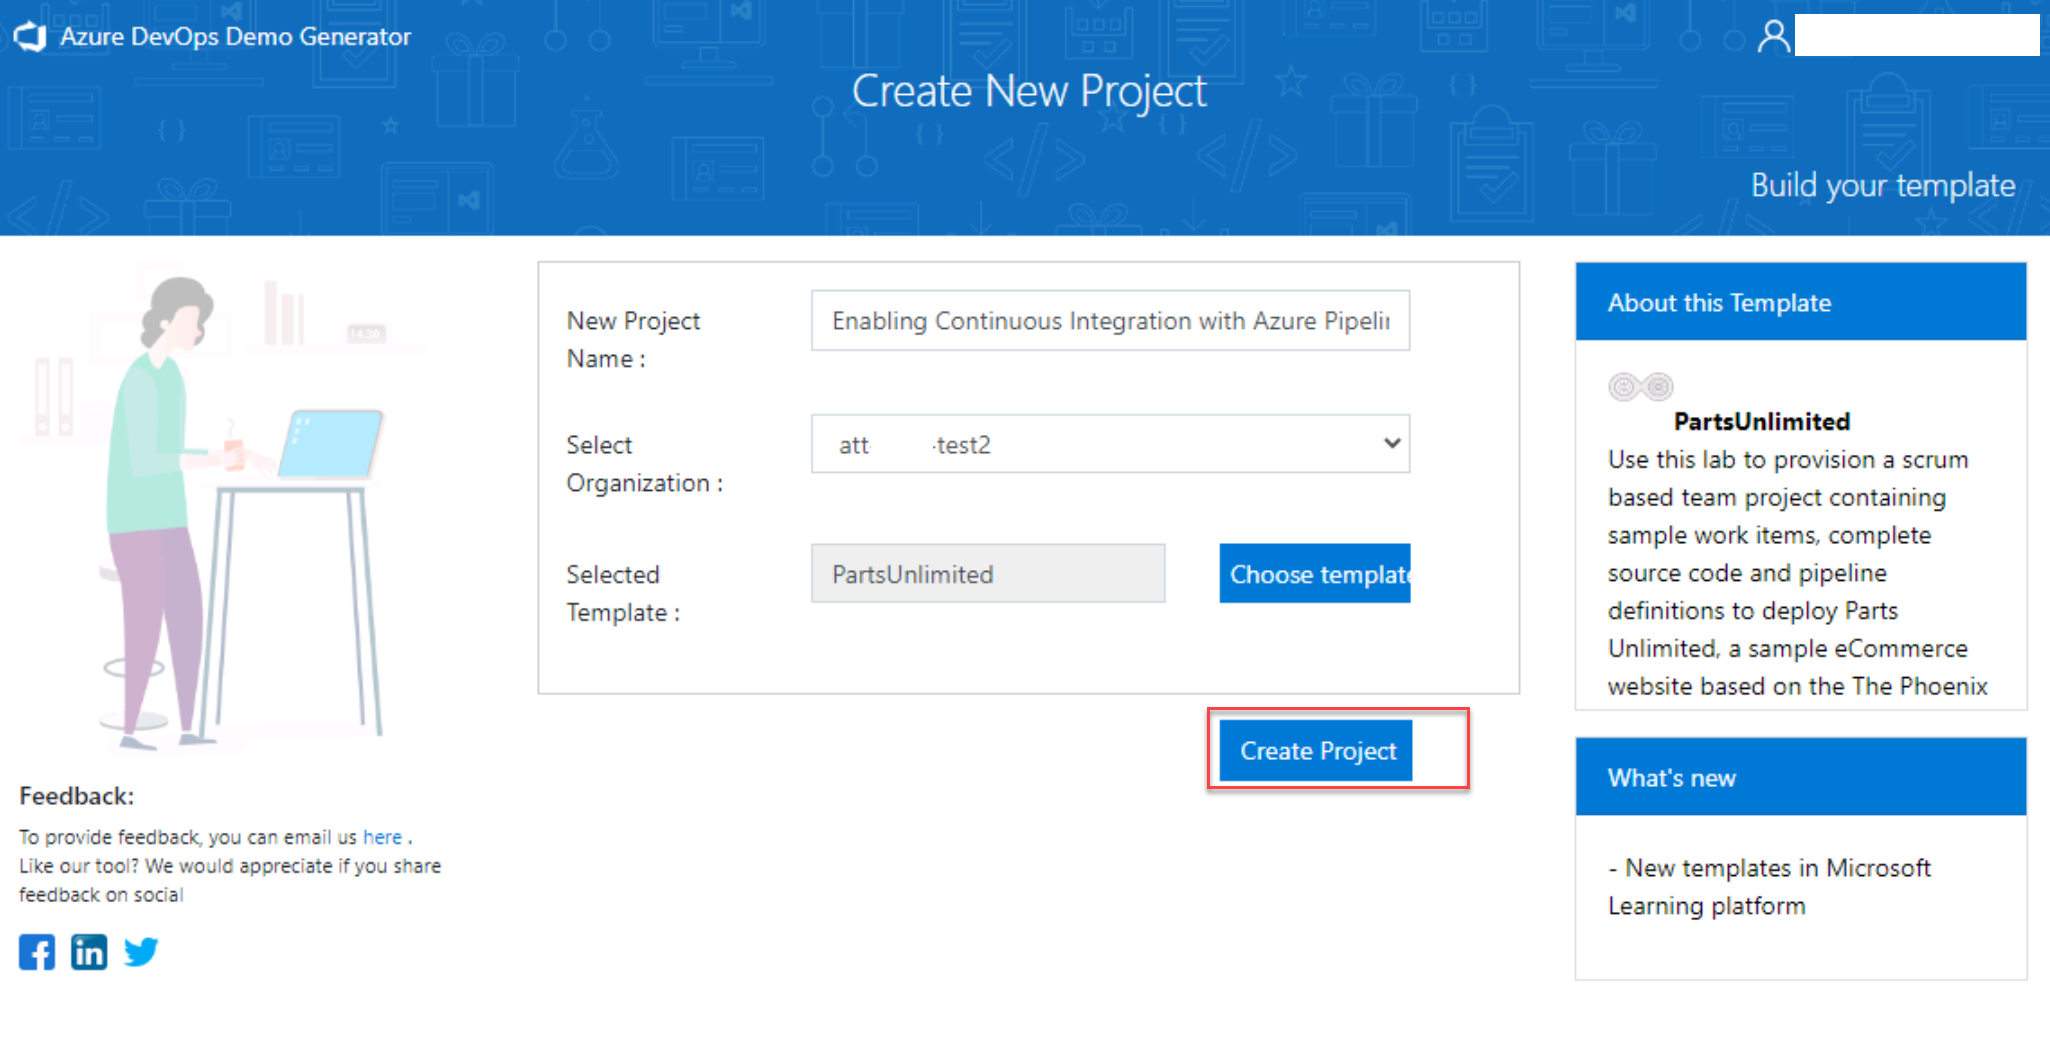 Azure DevOps Demo Generator
Create New Project
Build your template
New Project
Name :
Enabling Continuous Integration with Azure Pipelin
Select
Organization :
att
-test2
Selected
Template :
PartsUnlimited
Choose template
Create Project
About this Template
PartsUnlimited
Use this lab to provision a scrum
based team project containing
sample work items, complete
source code and pipeline
definitions to deploy Parts
Unlimited, a sample eCommerce
website based on the The Phoenix
What's new
- New templates in Microsoft
Learning platform
14:30
Feedback:
To provide feedback, you can email us here .
Like our tool? We would appreciate if you share
feedback on social